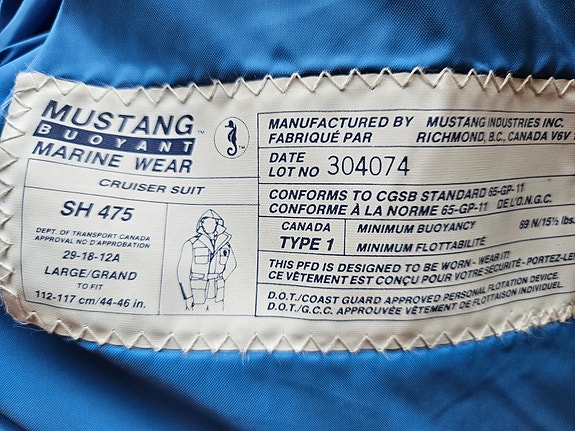 MUSTANG™
BUOYANT
MARINE WEAR
CRUISER SUIT
SH 475
DEPT. OF TRANSPORT CANADA
APPROVAL NO D'APPROBATION
29-18-12A
LARGE/GRAND
TO FIT
112-117 cm/44-46 in.
MANUFACTURED BY MUSTANG INDUSTRIES INC.
FABRIQUÉ PAR RICHMOND, B.C., CANADA V6V
DATE
LOT NO 304074
CONFORMS TO CGSB STANDARD 65-GP-11
CONFORME À LA NORME 65-GP-11 DE L'O.N.G.C.
CANADA
TYPE 1
MINIMUM BUOYANCY 69 N/15½ lbs.
MINIMUM FLOTTABILITÉ
THIS PFD IS DESIGNED TO BE WORN - WEAR IT!
CE VÊTEMENT EST CONÇU POUR VOTRE SÉCURITÉ - PORTEZ-LE
D.O.T./COAST GUARD APPROVED PERSONAL FLOTATION DEVICE.
D.O.T./G.C.C. APPROUVÉE VÊTEMENT DE FLOTTAISON INDIVIDUEL.